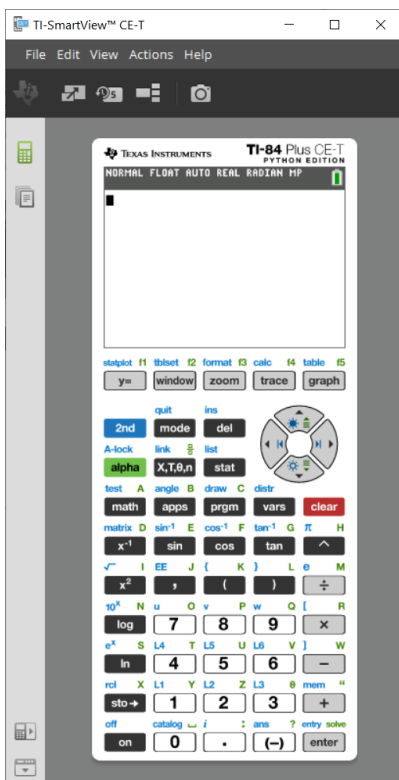 TI-SmartView™ CE-T
File Edit View Actions Help
TEXAS INSTRUMENTS TI-84 Plus CE-T
PYTHON EDITION
NORMAL FLOAT AUTO REAL RADIAN MP
statplot f1 tblset f2 format f3 calc f4 table f5
y= window zoom trace graph
quit ins
2nd mode del
A-lock link list
alpha X,T,θ,n stat
test A angle B draw C distr
math apps prgm vars clear
matrix D sin⁻¹ E cos⁻¹ F tan⁻¹ G π H
x⁻¹ sin cos tan ^
√ I EE J { K } L e M
x² , ( ) ÷
10ˣ N u O v P w Q [ R
log 7 8 9 ×
eˣ S L4 T L5 U L6 V ] W
ln 4 5 6 −
rcl X L1 Y L2 Z L3 θ mem “
sto→ 1 2 3 +
off catalog ⎵ i : ans ? entry solve
on 0 . (−) enter